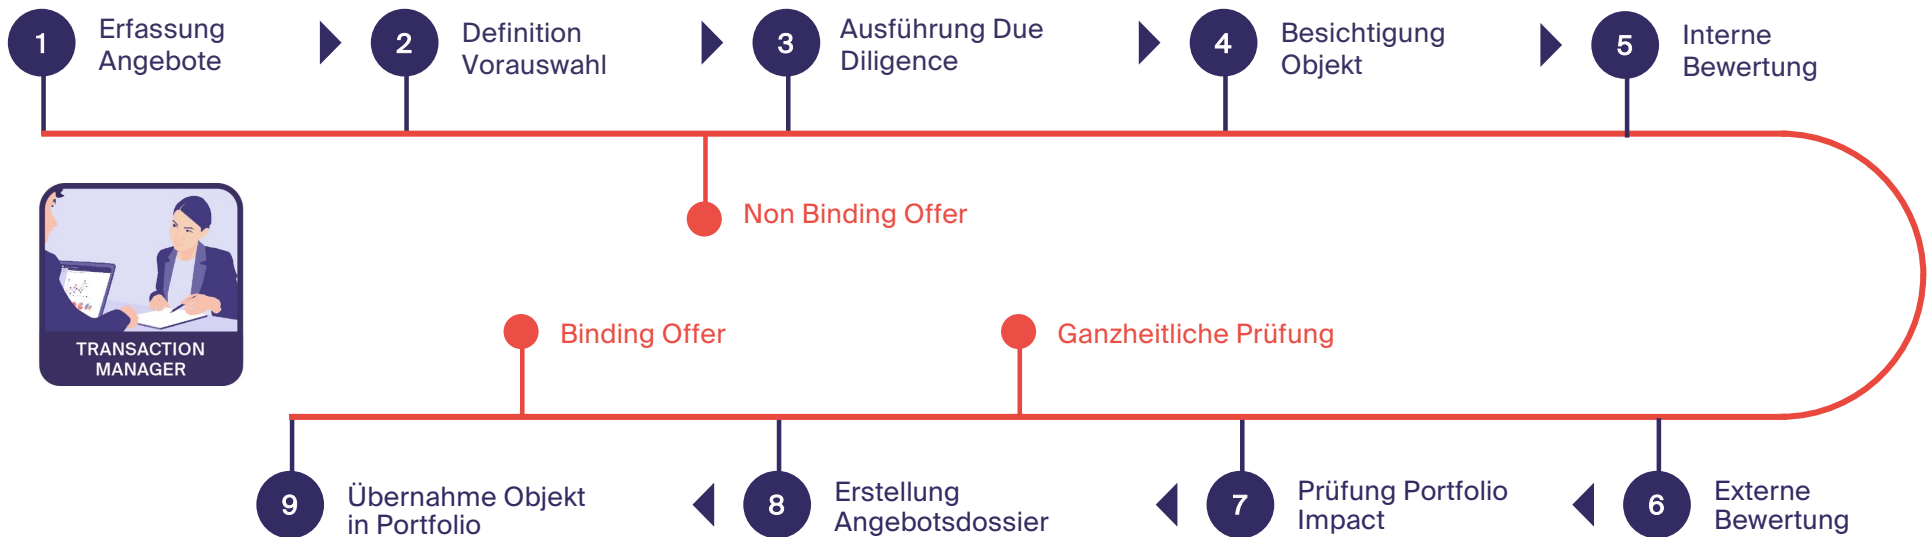 1
Erfassung
Angebote
2
Definition
Vorauswahl
3
Ausführung Due
Diligence
4
Besichtigung
Objekt
5
Interne
Bewertung
Non Binding Offer
TRANSACTION
MANAGER
Binding Offer
Ganzheitliche Prüfung
9
Übernahme Objekt
in Portfolio
8
Erstellung
Angebotsdossier
7
Prüfung Portfolio
Impact
6
Externe
Bewertung